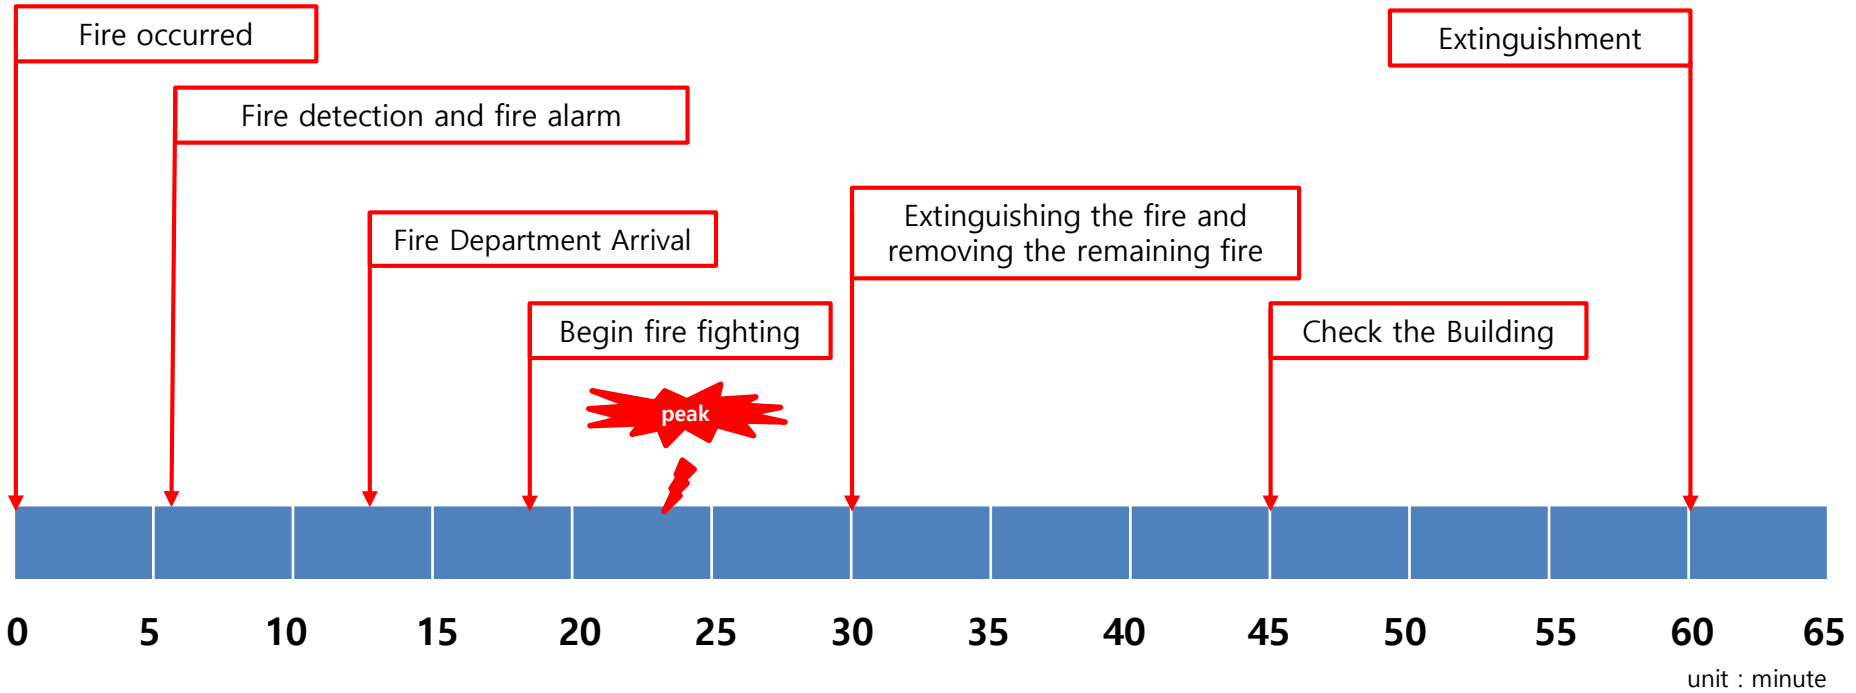 Fire occurred
Extinguishment
Fire detection and fire alarm
Extinguishing the fire and
removing the remaining fire
Fire Department Arrival
Begin fire fighting
Check the Building
peak
0 5 10 15 20 25 30 35 40 45 50 55 60 65
unit : minute